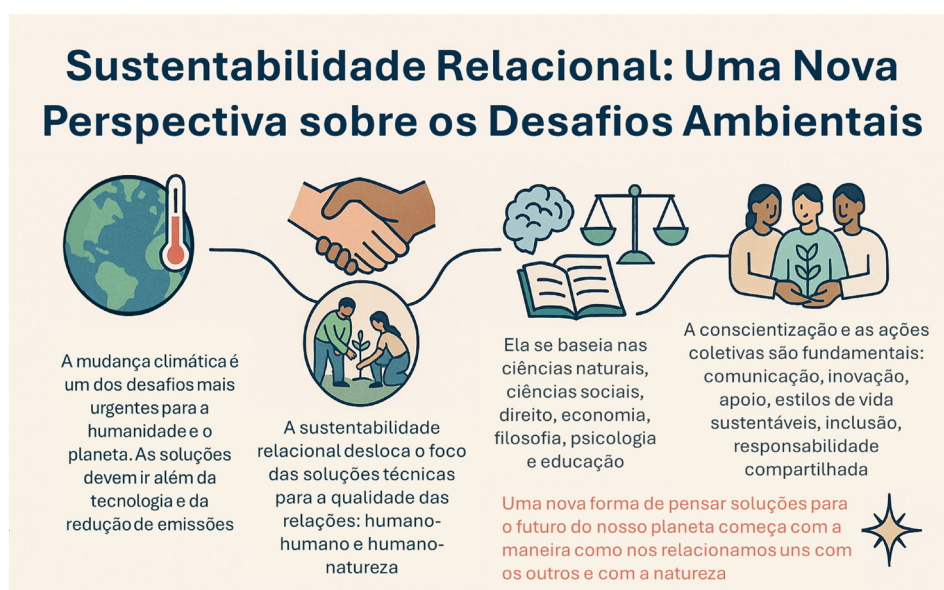 Sustentabilidade Relacional: Uma Nova
Perspectiva sobre os Desafios Ambientais
A mudança climática é
um dos desafios mais
urgentes para a
humanidade e o
planeta. As soluções
devem ir além da
tecnologia e da
redução de emissões
A sustentabilidade
relacional desloca o foco
das soluções técnicas
para a qualidade das
relações: humano-
humano e humano-
natureza
Ela se baseia nas
ciências naturais,
ciências sociais,
direito, economia,
filosofia, psicologia
e educação
A conscientização e as ações
coletivas são fundamentais:
comunicação, inovação,
apoio, estilos de vida
sustentáveis, inclusão,
responsabilidade
compartilhada
Uma nova forma de pensar soluções para
o futuro do nosso planeta começa com a
maneira como nos relacionamos uns com
os outros e com a natureza